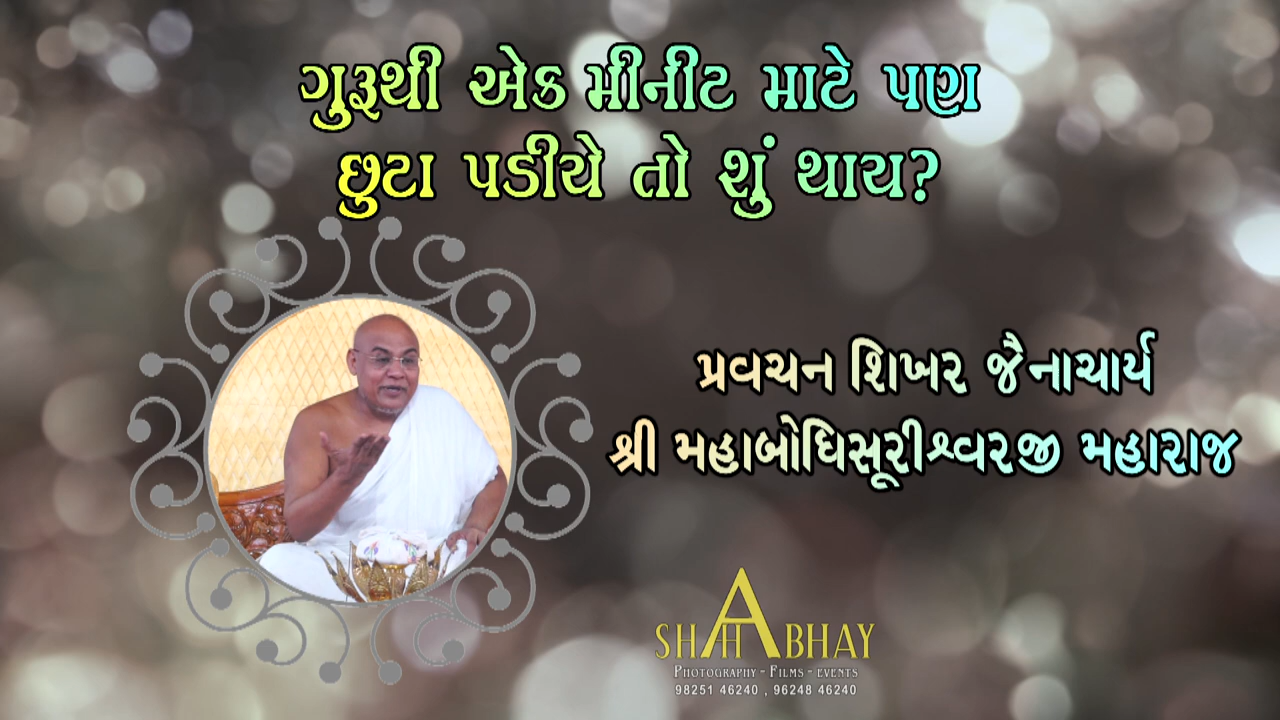 ગુરૂથી એક મીનીટ માટે પણ
છુટા પડીયે તો શું થાય?
પ્રવચન શિખર જૈનાચાર્ય
શ્રી મહાબોધિસૂરીશ્વરજી મહારાજ
SHAH ABHAY
PHOTOGRAPHY - FILMS - EVENTS
98251 46240 , 96248 46240